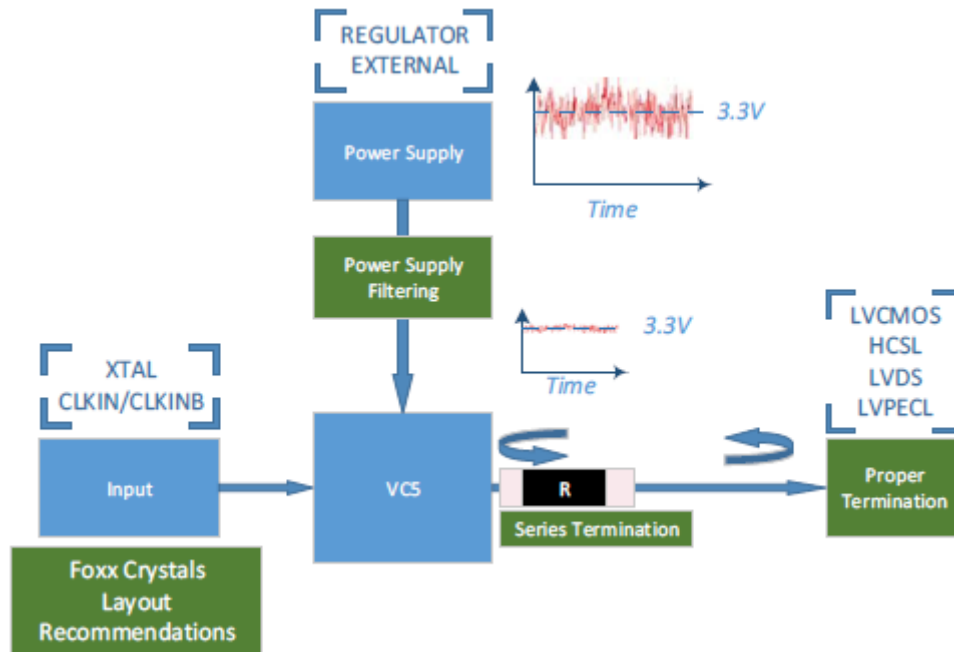 REGULATOR
EXTERNAL
Power Supply
3.3V
Time
Power Supply
Filtering
3.3V
Time
LVCMOS
HCSL
LVDS
LVPECL
XTAL
CLKIN/CLKINB
Input
VC5
R
Series Termination
Proper
Termination
Foxx Crystals
Layout
Recommendations